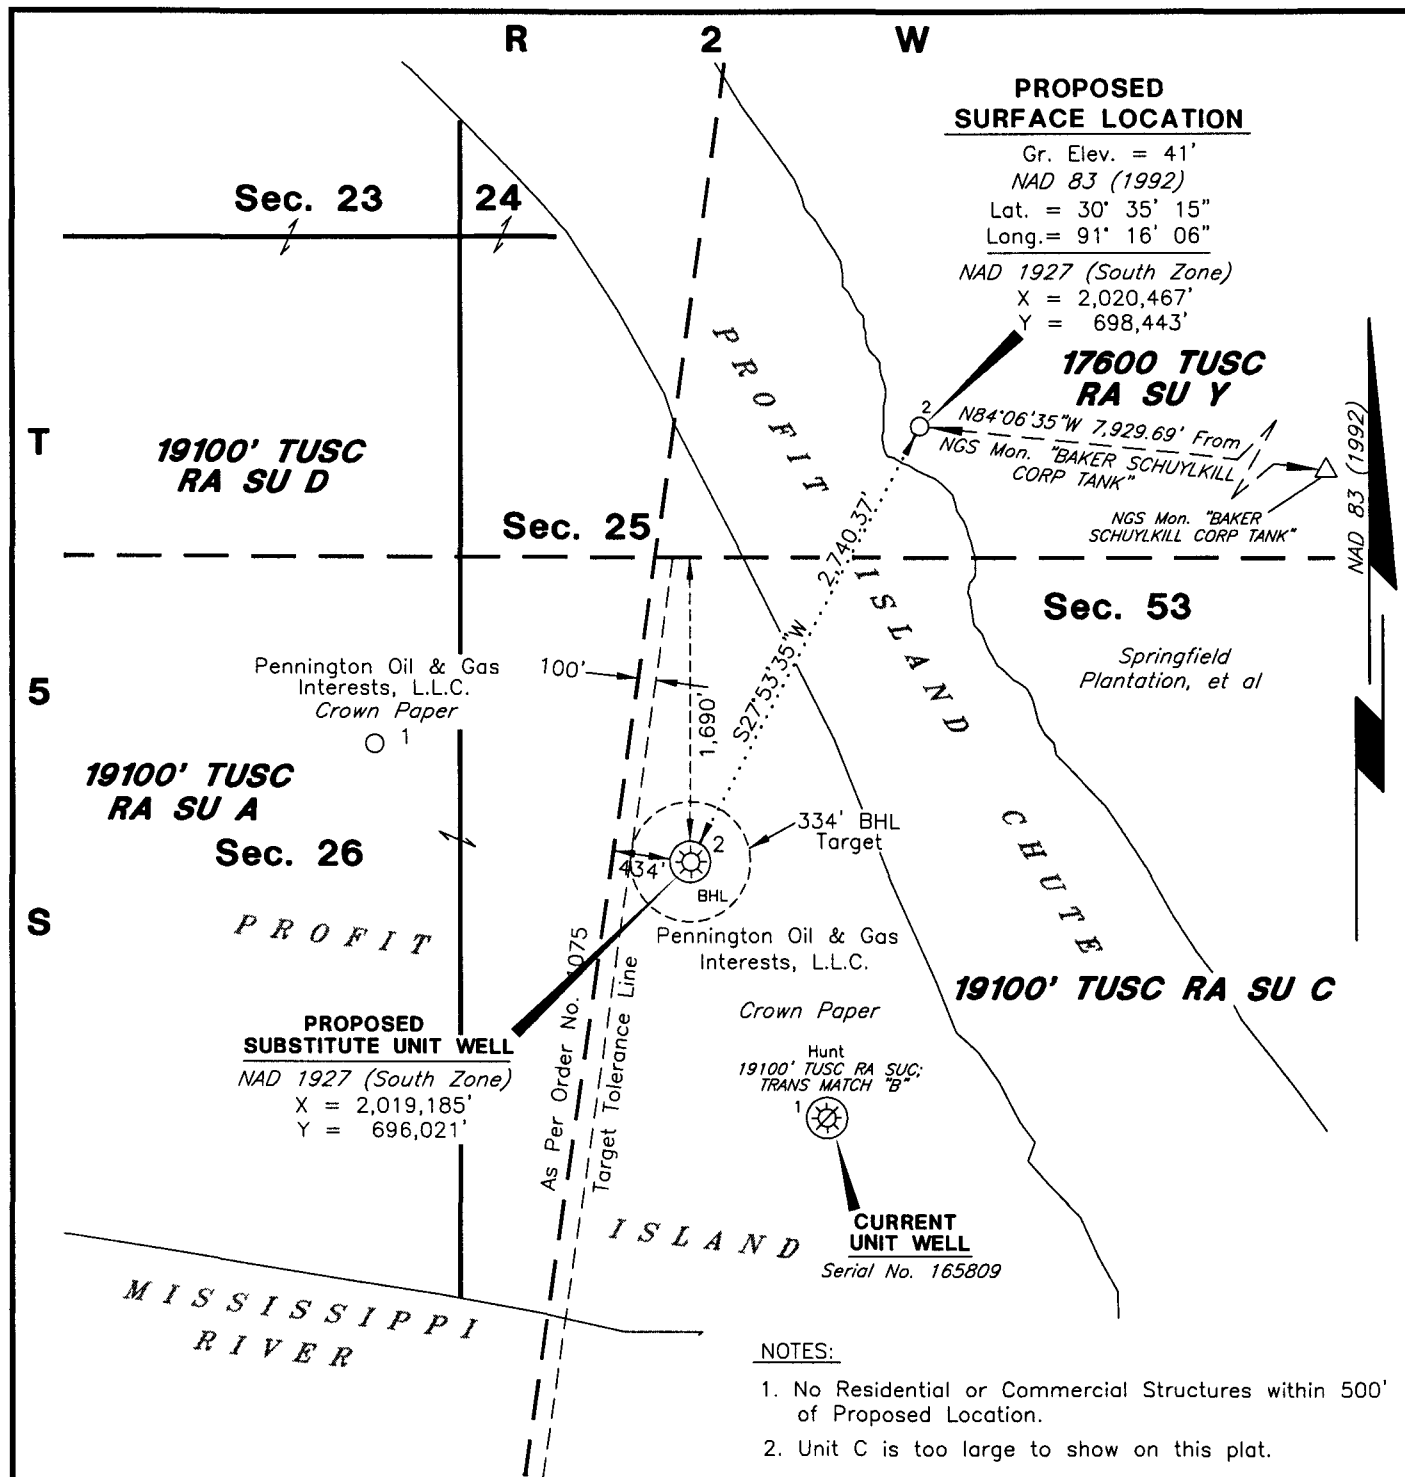 R 2 W
PROPOSED
SURFACE LOCATION
Gr. Elev. = 41'
NAD 83 (1992)
Lat. = 30° 35' 15"
Long.= 91° 16' 06"
NAD 1927 (South Zone)
X = 2,020,467'
Y = 698,443'
Sec. 23
24
17600 TUSC
RA SU Y
2
N84°06'35"W 7,929.69' From
NGS Mon. "BAKER SCHUYLKILL
CORP TANK"
NGS Mon. "BAKER
SCHUYLKILL CORP TANK"
NAD 83 (1992)
T
5
S
19100' TUSC
RA SU D
Sec. 25
PROFIT ISLAND CHUTE
S27°53'35"W
2,740.37'
Sec. 53
Springfield
Plantation, et al
Pennington Oil & Gas
Interests, L.L.C.
Crown Paper
1
100'
1,690'
19100' TUSC
RA SU A
Sec. 26
334' BHL
Target
2
434'
BHL
PROFIT
Pennington Oil & Gas
Interests, L.L.C.
Crown Paper
19100' TUSC RA SU C
As Per Order No. 1075
Target Tolerance Line
PROPOSED
SUBSTITUTE UNIT WELL
NAD 1927 (South Zone)
X = 2,019,185'
Y = 696,021'
Hunt
19100' TUSC RA SUC;
TRANS MATCH "B"
1
CURRENT
UNIT WELL
Serial No. 165809
ISLAND
MISSISSIPPI
RIVER
NOTES:
1. No Residential or Commercial Structures within 500'
of Proposed Location.
2. Unit C is too large to show on this plat.